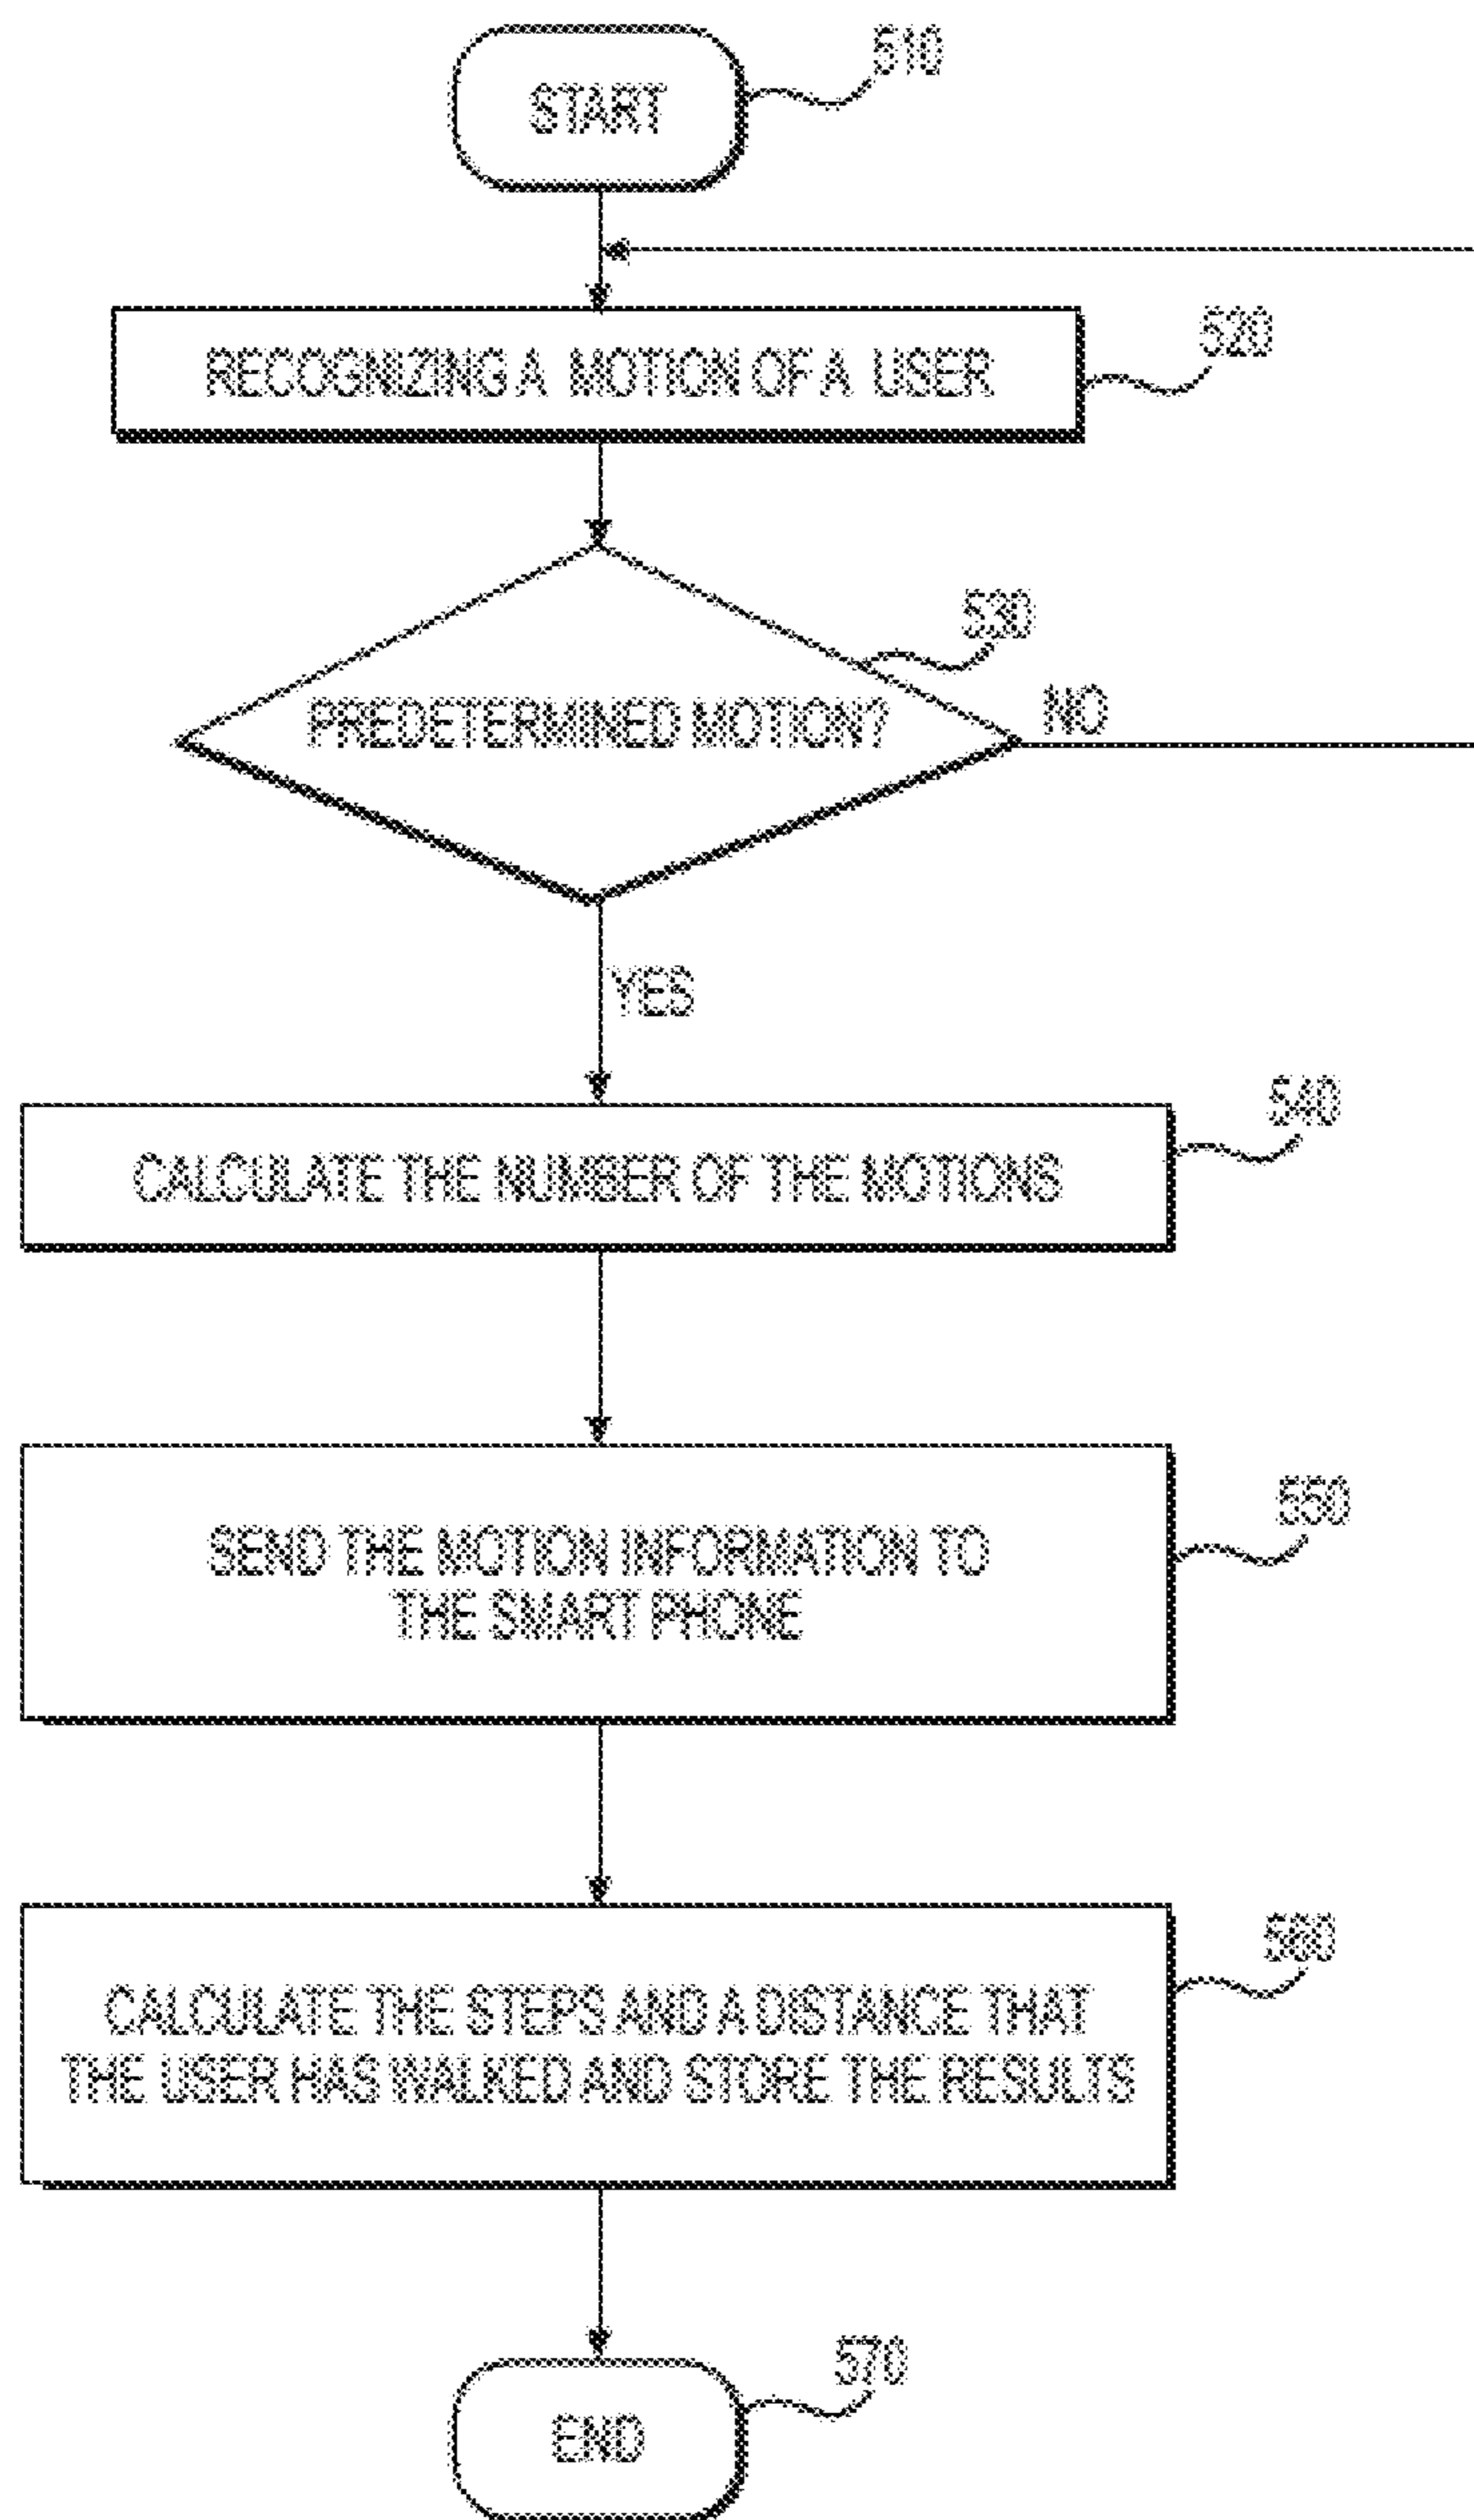 510
START
520
RECOGNIZING A MOTION OF A USER
530
PREDETERMINED MOTION?
NO
YES
540
CALCULATE THE NUMBER OF THE MOTIONS
550
SEND THE MOTION INFORMATION TO
THE SMART PHONE
560
CALCULATE THE STEPS AND A DISTANCE THAT
THE USER HAS WALKED AND STORE THE RESULTS
570
END